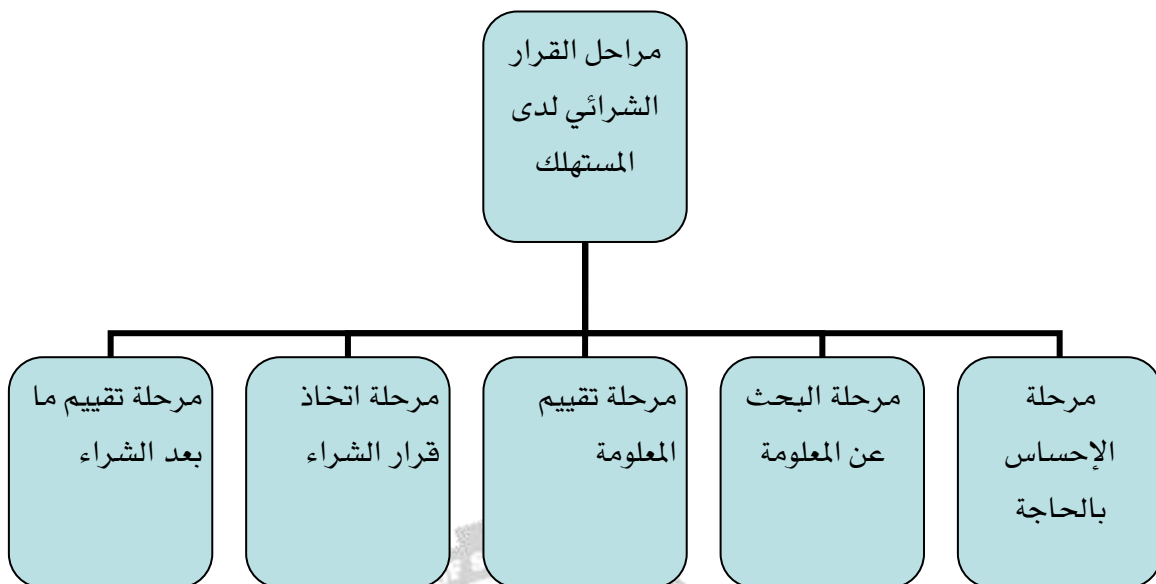 مراحل القرار
الشرائي لدى
المستهلك
مرحلة
الإحساس
بالحاجة
مرحلة البحث
عن المعلومة
مرحلة تقييم
المعلومة
مرحلة اتخاذ
قرار الشراء
مرحلة تقييم ما
بعد الشراء